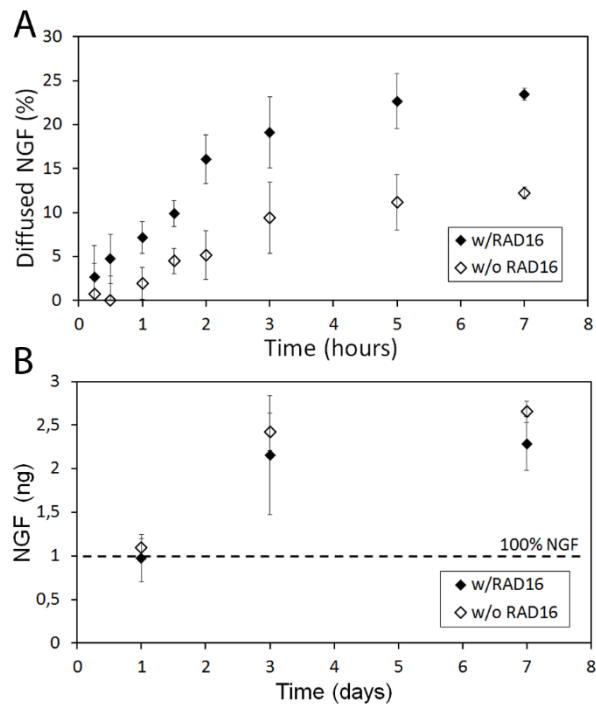 A
Diffused NGF (%)
30
25
20
15
10
5
0
0 1 2 3 4 5 6 7 8
Time (hours)
w/RAD16
w/o RAD16
B
NGF (ng)
3
2,5
2
1,5
1
0,5
0
0 1 2 3 4 5 6 7 8
Time (days)
100% NGF
w/RAD16
w/o RAD16